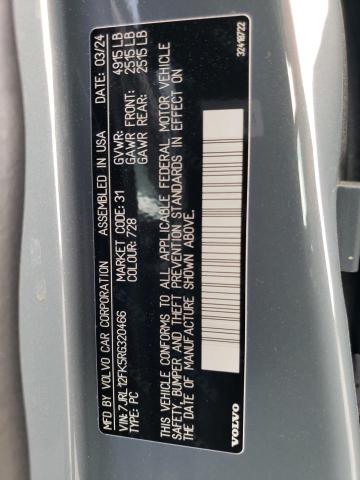 MFD BY VOLVO CAR CORPORATION ASSEMBLED IN USA DATE: 03/24
VIN: 7JRL12FK5RG320466 GVWR: 4915 LB
TYPE: PC MARKET CODE: 31 GAWR FRONT: 2515 LB
COLOUR: 728 GAWR REAR: 2515 LB
THIS VEHICLE CONFORMS TO ALL APPLICABLE FEDERAL MOTOR VEHICLE
SAFETY, BUMPER, AND THEFT PREVENTION STANDARDS IN EFFECT ON
THE DATE OF MANUFACTURE SHOWN ABOVE.
VOLVO 32418722